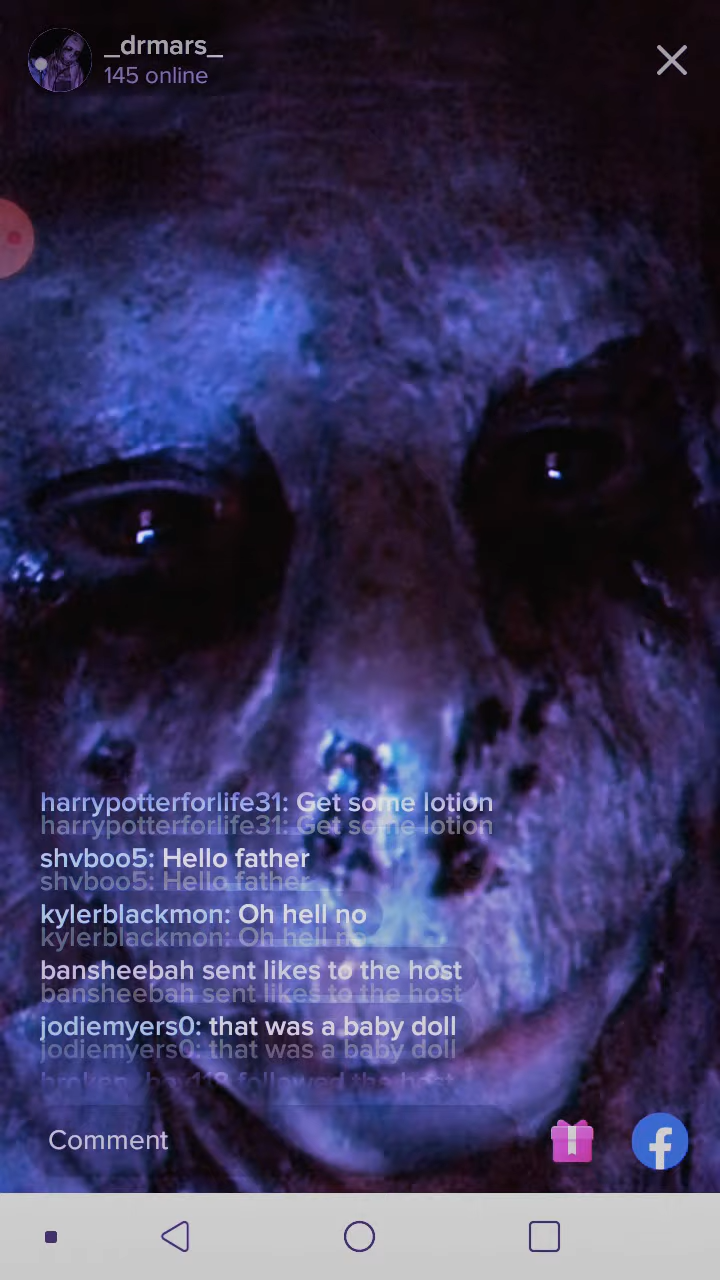 _drmars_
145 online
harrypotterforlife31: Get some lotion
harrypotterforlife31: Get some lotion
shvboo5: Hello father
shvboo5: Hello father
kylerblackmon: Oh hell no
kylerblackmon: Oh hell no
bansheebah sent likes to the host
bansheebah sent likes to the host
jodiemyers0: that was a baby doll
jodiemyers0: that was a baby doll
followed the host
Comment